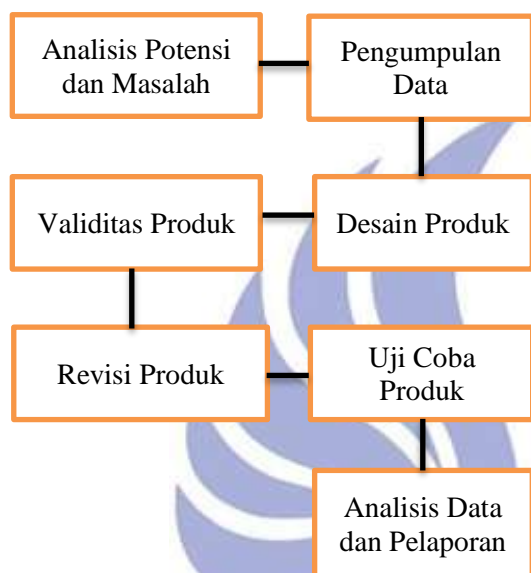 Analisis Potensi
dan Masalah
Pengumpulan
Data
Desain Produk
Validitas Produk
Revisi Produk
Uji Coba
Produk
Analisis Data
dan Pelaporan